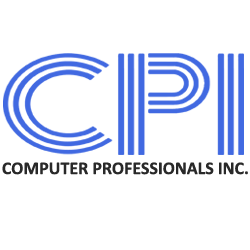 CPI
COMPUTER PROFESSIONALS INC.